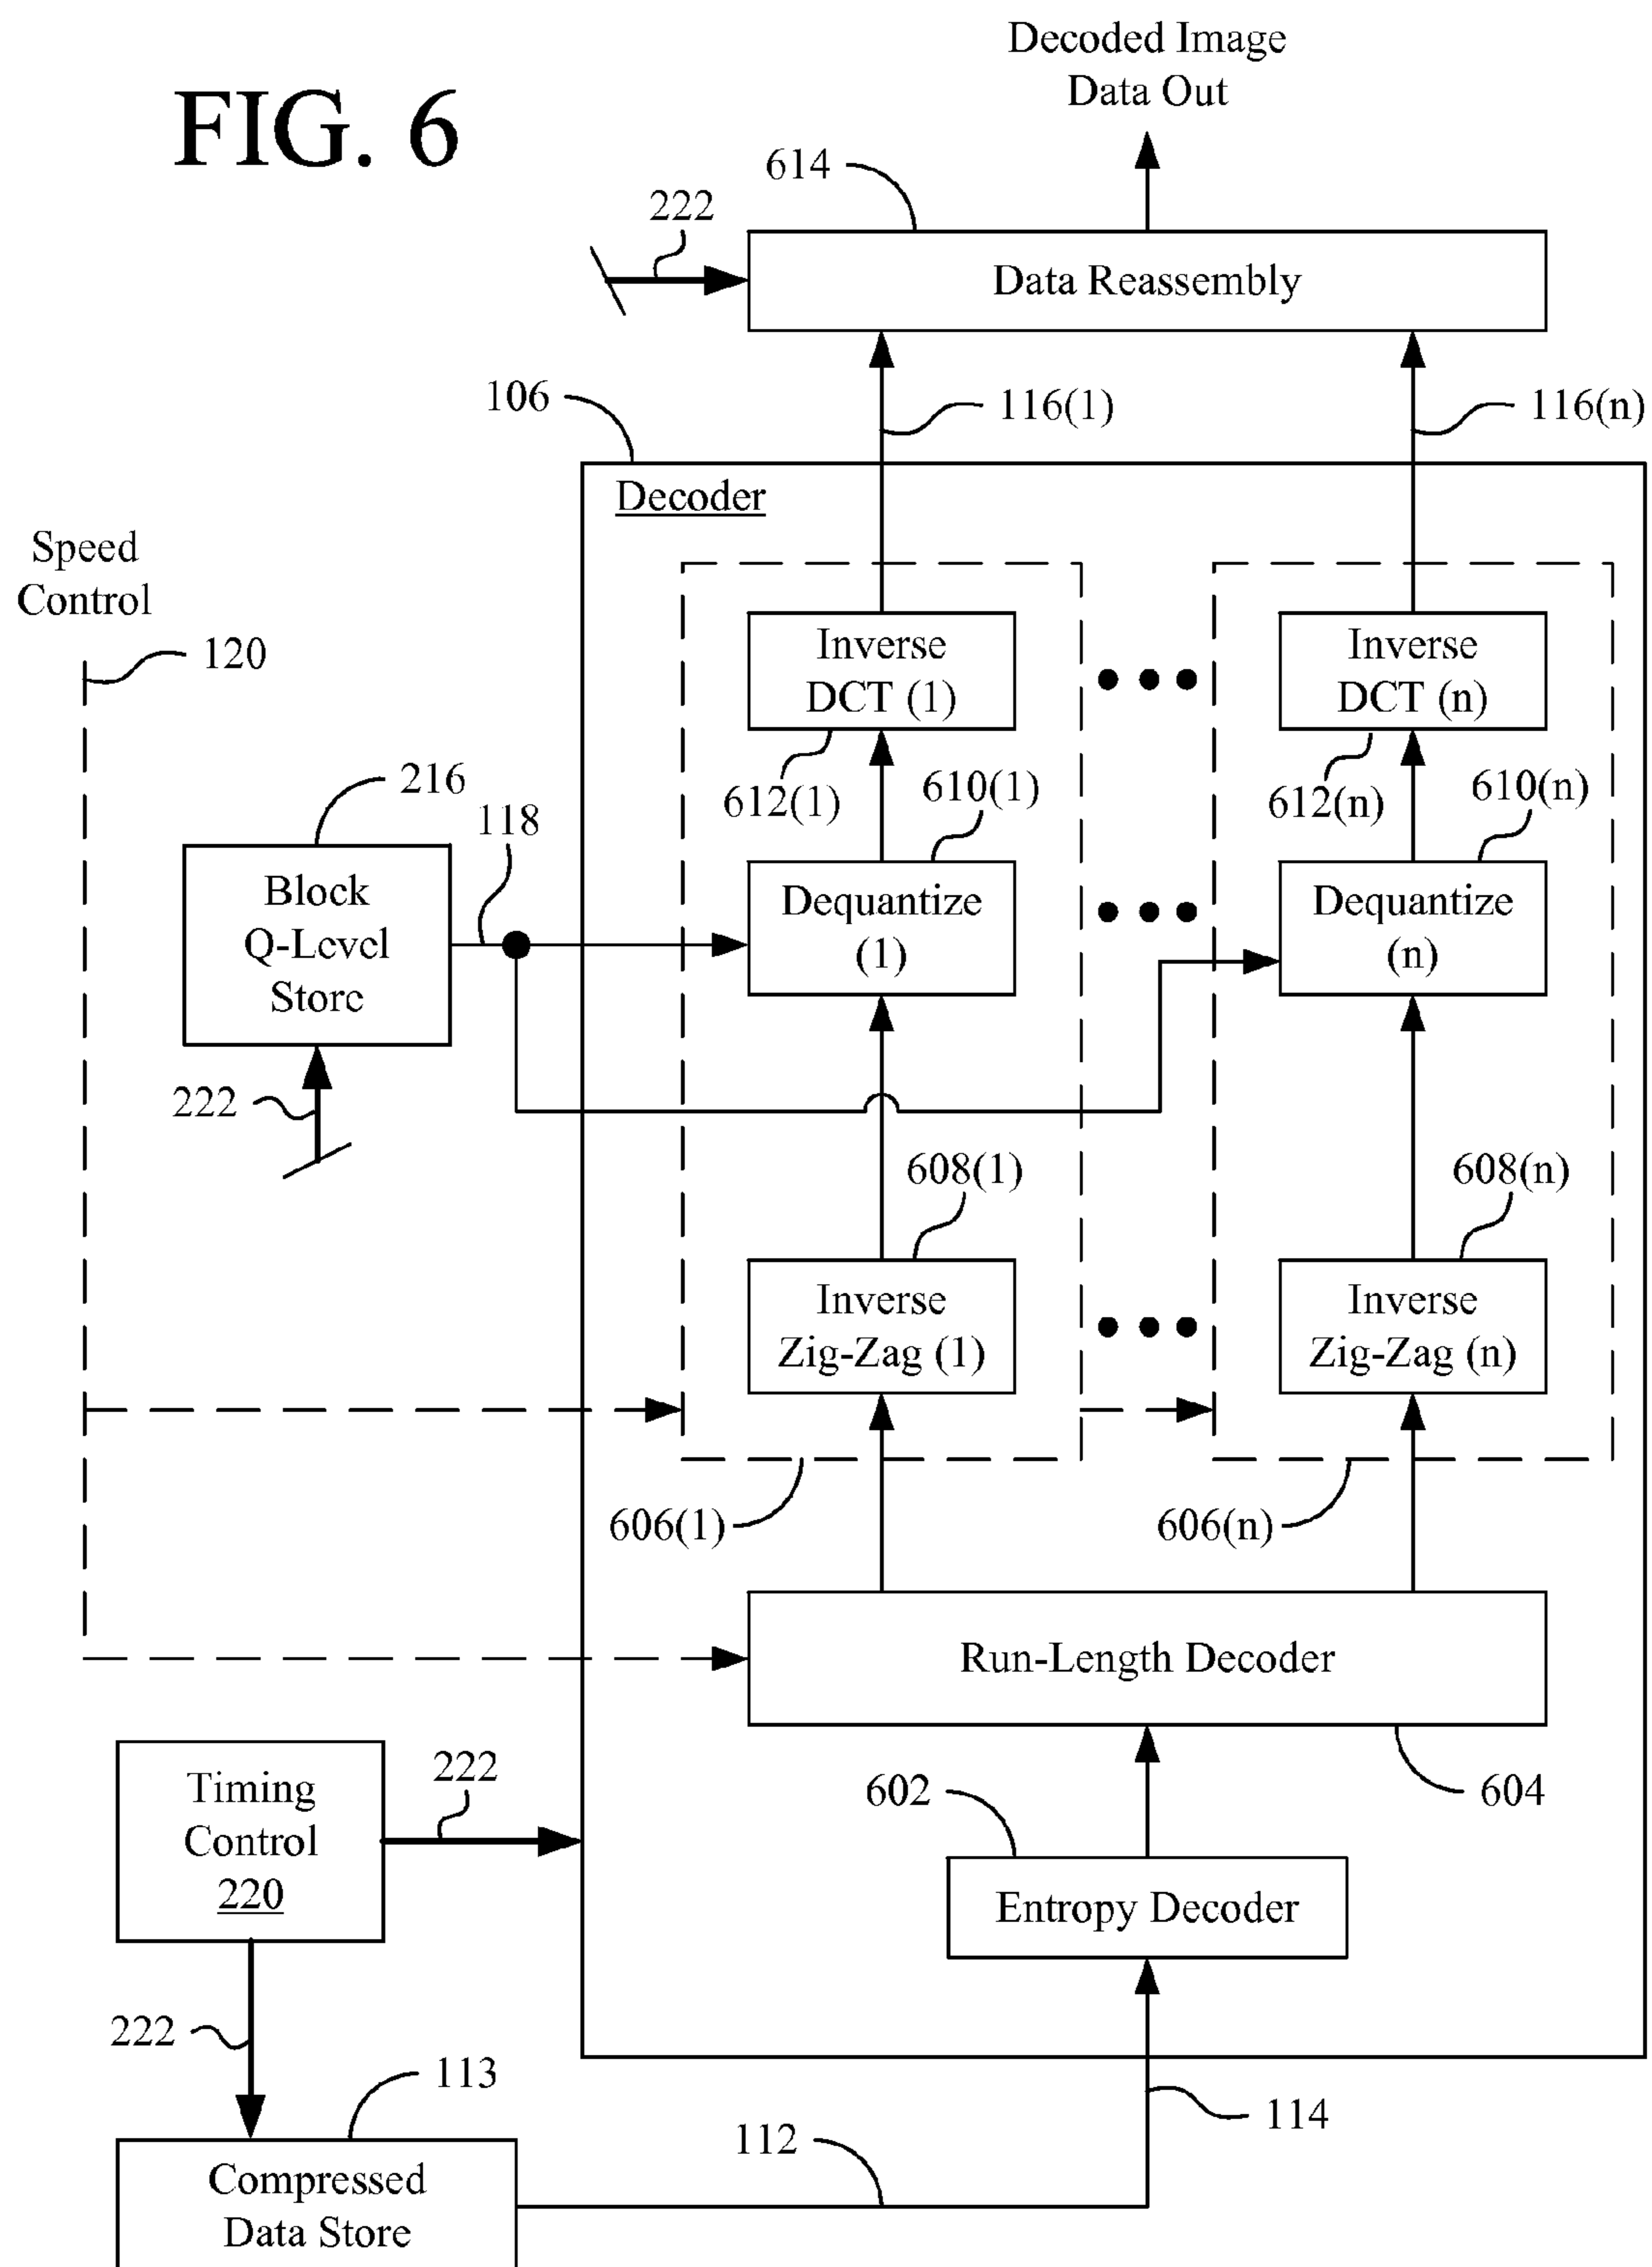 FIG. 6
Decoded Image
Data Out
614
222
Data Reassembly
106
116(1)
116(n)
Decoder
Speed
Control
120
Inverse
DCT (1)
Inverse
DCT (n)
612(1)
610(1)
612(n)
610(n)
216
118
Block
Q-Level
Store
Dequantize
(1)
Dequantize
(n)
222
608(1)
608(n)
Inverse
Zig-Zag (1)
Inverse
Zig-Zag (n)
606(1)
606(n)
Run-Length Decoder
Timing
Control
220
222
602
604
Entropy Decoder
222
113
114
112
Compressed
Data Store